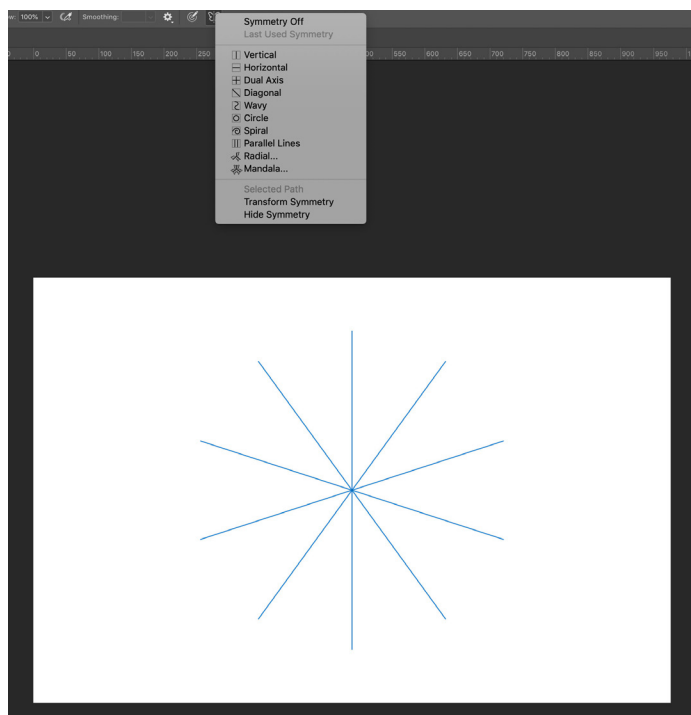 w: 100% Smoothing:
Symmetry Off
Last Used Symmetry
0 50 100 150 200 250 550 600 650 700 750 800 850 900 950
Vertical
Horizontal
Dual Axis
Diagonal
Wavy
Circle
Spiral
Parallel Lines
Radial...
Mandala...
Selected Path
Transform Symmetry
Hide Symmetry